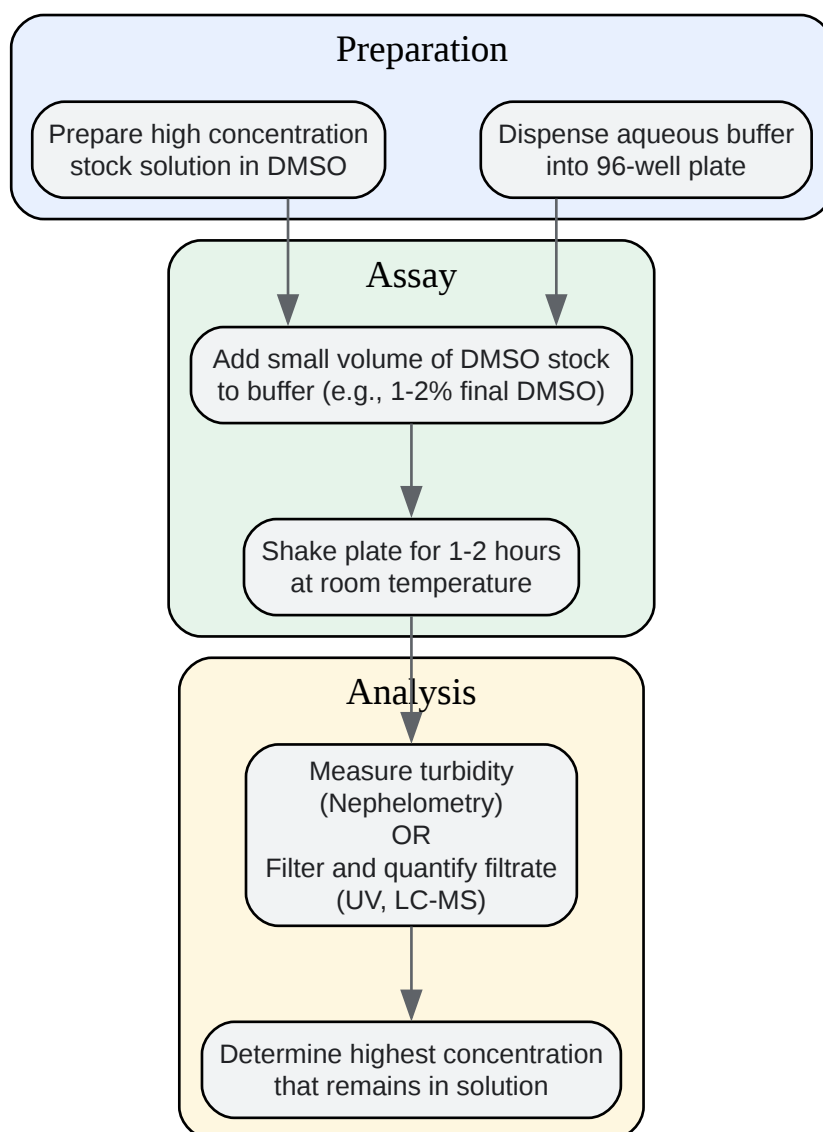 Preparation
Prepare high concentration
stock solution in DMSO
Dispense aqueous buffer
into 96-well plate
Assay
Add small volume of DMSO stock
to buffer (e.g., 1-2% final DMSO)
Shake plate for 1-2 hours
at room temperature
Analysis
Measure turbidity
(Nephelometry)
OR
Filter and quantify filtrate
(UV, LC-MS)
Determine highest concentration
that remains in solution